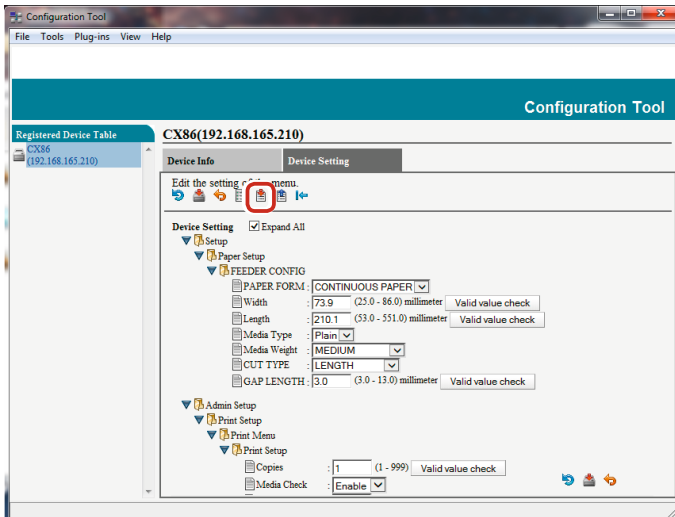 Configuration Tool
File Tools Plug-ins View Help
Configuration Tool
Registered Device Table
CX86
(192.168.165.210)
CX86(192.168.165.210)
Device Info Device Setting
Edit the setting of the menu.
Device Setting Expand All
Setup
Paper Setup
FEEDER CONFIG
PAPER FORM : CONTINUOUS PAPER
Width : 73.9 (25.0 - 86.0) millimeter Valid value check
Length : 210.1 (53.0 - 551.0) millimeter Valid value check
Media Type : Plain
Media Weight : MEDIUM
CUT TYPE : LENGTH
GAP LENGTH : 3.0 (3.0 - 13.0) millimeter Valid value check
Admin Setup
Print Setup
Print Menu
Print Setup
Copies : 1 (1 - 999) Valid value check
Media Check : Enable